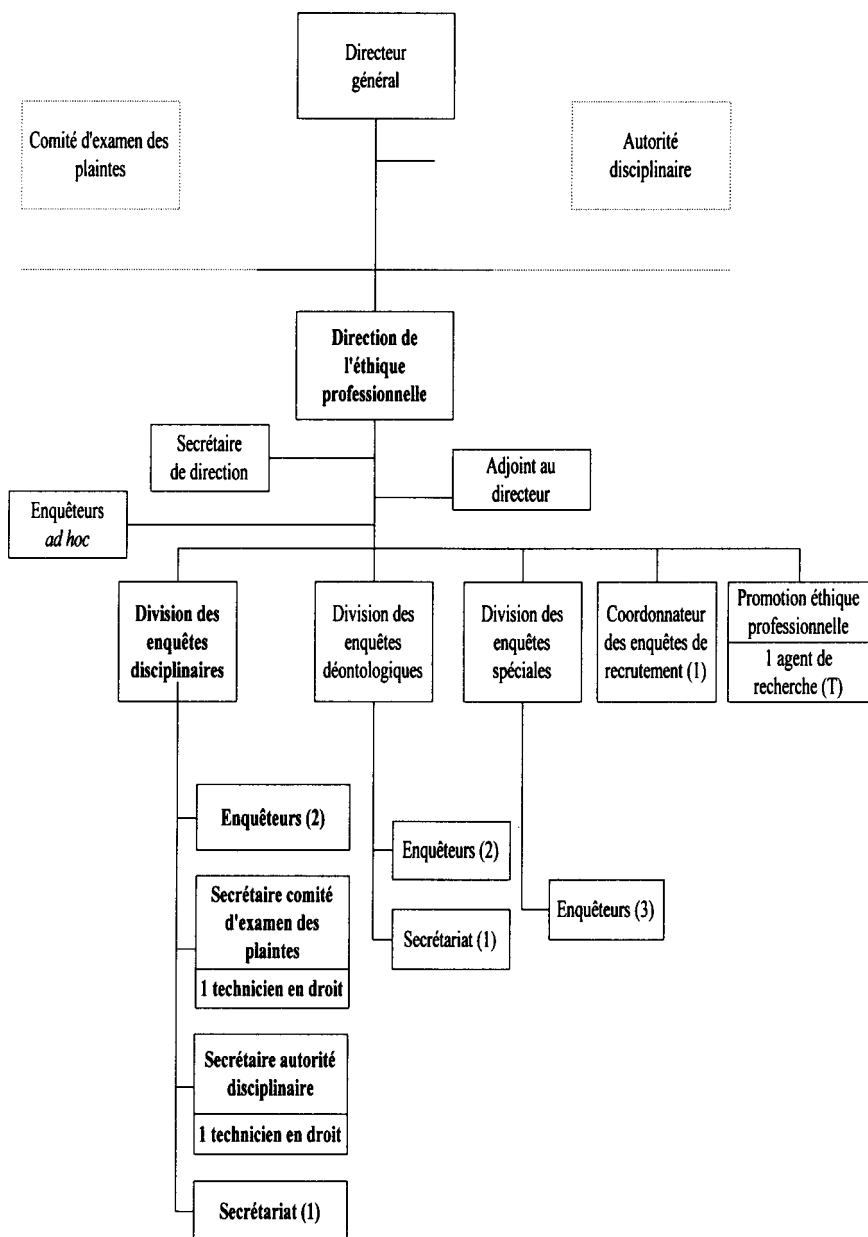 Directeur
général
Comité d'examen des
plaintes
Autorité
disciplinaire
Direction de
l'éthique
professionnelle
Secrétaire
de direction
Adjoint au
directeur
Enquêteurs
ad hoc
Division des
enquêtes
disciplinaires
Division des
enquêtes
déontologiques
Division des
enquêtes
spéciales
Coordonnateur
des enquêtes de
recrutement (1)
Promotion éthique
professionnelle
1 agent de
recherche (T)
Enquêteurs (2)
Secrétaire comité
d'examen des
plaintes
1 technicien en droit
Secrétaire autorité
disciplinaire
1 technicien en droit
Secrétariat (1)
Enquêteurs (2)
Secrétariat (1)
Enquêteurs (3)